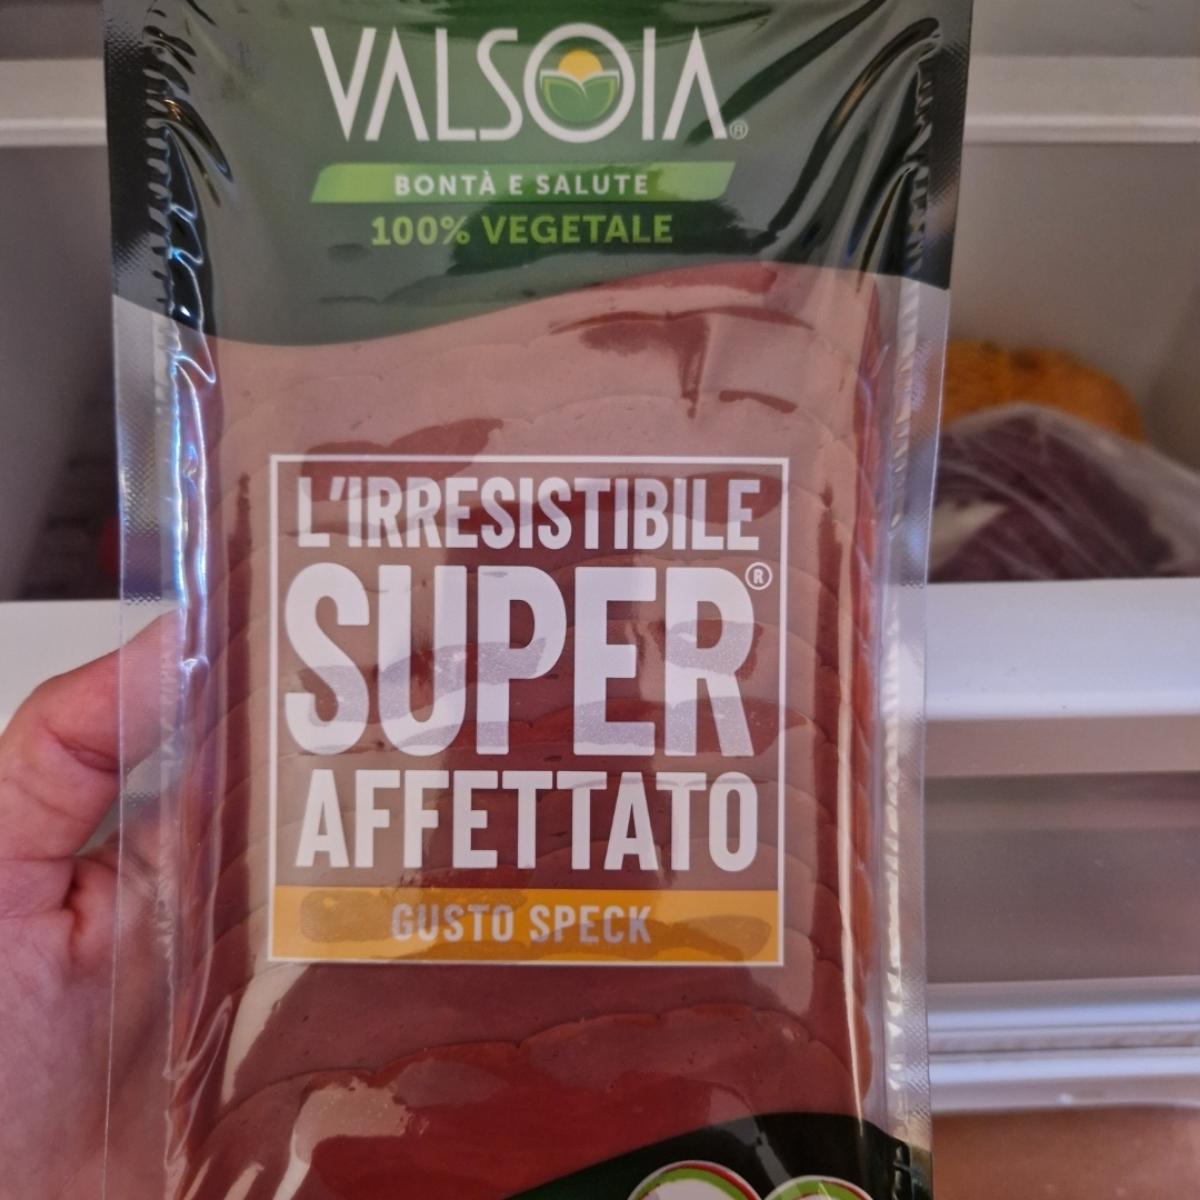 VALSOIA®
BONTÀ E SALUTE
100% VEGETALE
L'IRRESISTIBILE
SUPER®
AFFETTATO
GUSTO SPECK